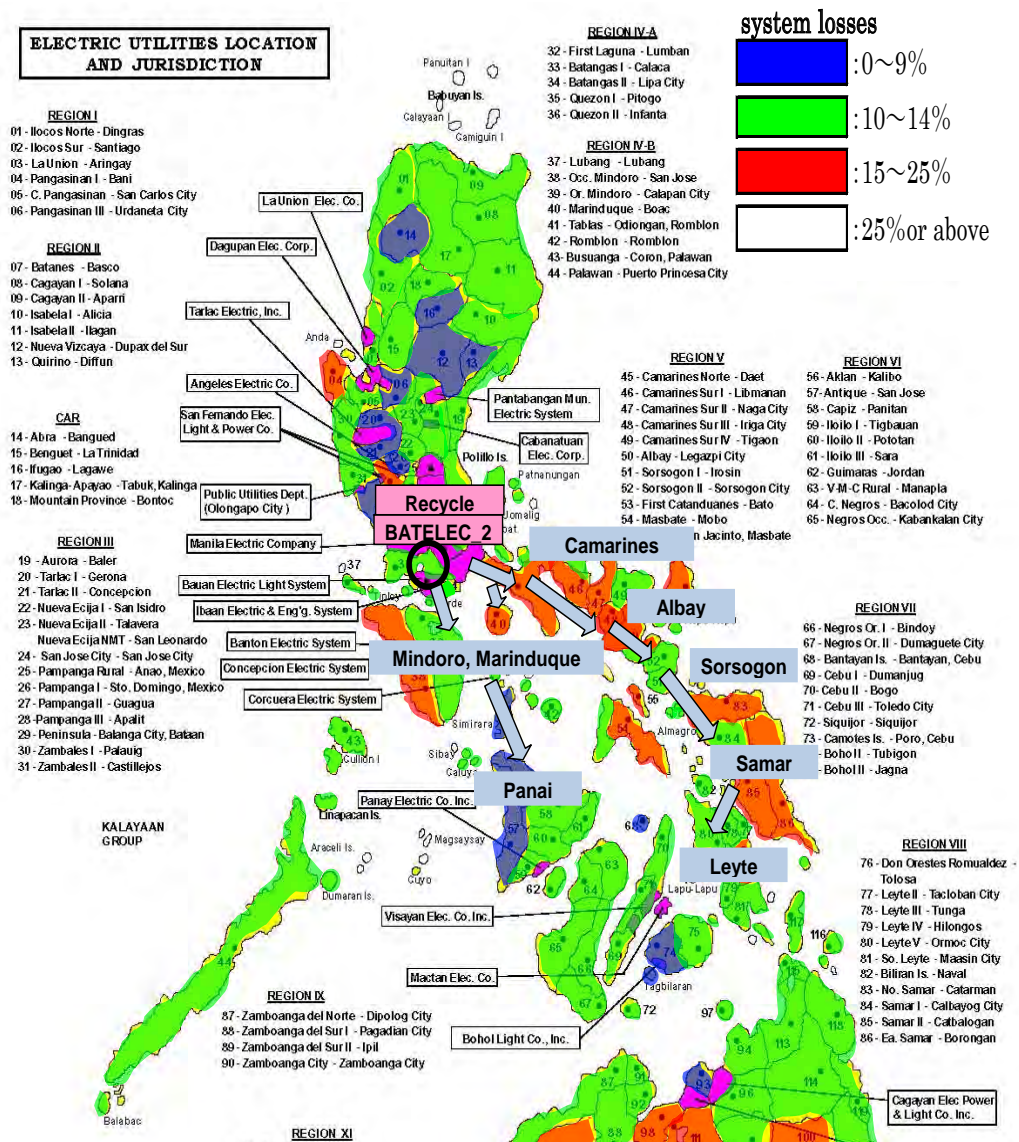 ELECTRIC UTILITIES LOCATION
AND JURISDICTION
system losses
:0～9%
:10～14%
:15～25%
:25%or above
REGION I
01 - Ilocos Norte - Dingras
02 - Ilocos Sur - Santiago
03 - La Union - Aringay
04 - Pangasinan I - Bani
05 - C. Pangasinan - San Carlos City
06 - Pangasinan III - Urdaneta City
REGION II
07 - Batanes - Basco
08 - Cagayan I - Solana
09 - Cagayan II - Aparri
10 - Isabela I - Alicia
11 - Isabela II - Ilagan
12 - Nueva Vizcaya - Dupax del Sur
13 - Quirino - Diffun
CAR
14 - Abra - Bangued
15 - Benguet - La Trinidad
16 - Ifugao - Lagawe
17 - Kalinga-Apayao - Tabuk, Kalinga
18 - Mountain Province - Bontoc
REGION III
19 - Aurora - Baler
20 - Tarlac I - Gerona
21 - Tarlac II - Concepcion
22 - Nueva Ecija I - San Isidro
23 - Nueva Ecija II - Talavera
Nueva Ecija NMT - San Leonardo
24 - San Jose City - San Jose City
25 - Pampanga Rural - Anao, Mexico
26 - Pampanga I - Sto. Domingo, Mexico
27 - Pampanga II - Guagua
28 - Pampanga III - Apalit
29 - Peninsula - Balanga City, Bataan
30 - Zambales I - Palauig
31 - Zambales II - Castillejos
REGION IV-A
32 - First Laguna - Lumban
33 - Batangas I - Calaca
34 - Batangas II - Lipa City
35 - Quezon I - Pitogo
36 - Quezon II - Infanta
REGION IV-B
37 - Lubang - Lubang
38 - Occ. Mindoro - San Jose
39 - Or. Mindoro - Calapan City
40 - Marinduque - Boac
41 - Tablas - Odiongan, Romblon
42 - Romblon - Romblon
43 - Busuanga - Coron, Palawan
44 - Palawan - Puerto Princesa City
REGION V
45 - Camarines Norte - Daet
46 - Camarines Sur I - Libmanan
47 - Camarines Sur II - Naga City
48 - Camarines Sur III - Iriga City
49 - Camarines Sur IV - Tigaon
50 - Albay - Legazpi City
51 - Sorsogon I - Irosin
52 - Sorsogon II - Sorsogon City
53 - First Catanduanes - Bato
54 - Masbate - Mobo
n Jacinto, Masbate
REGION VI
56 - Aklan - Kalibo
57 - Antique - San Jose
58 - Capiz - Panitan
59 - Iloilo I - Tigbauan
60 - Iloilo II - Pototan
61 - Iloilo III - Sara
62 - Guimaras - Jordan
63 - V-M-C Rural - Manapla
64 - C. Negros - Bacolod City
65 - Negros Occ. - Kabankalan City
REGION VII
66 - Negros Or. I - Bindoy
67 - Negros Or. II - Dumaguete City
68 - Bantayan Is. - Bantayan, Cebu
69 - Cebu I - Dumanjug
70 - Cebu II - Bogo
71 - Cebu III - Toledo City
72 - Siquijor - Siquijor
73 - Camotes Is. - Poro, Cebu
- Bohol I - Tubigon
- Bohol II - Jagna
REGION VIII
76 - Don Orestes Romualdez -
Tolosa
77 - Leyte II - Tacloban City
78 - Leyte III - Tunga
79 - Leyte IV - Hilongos
80 - Leyte V - Ormoc City
81 - So. Leyte - Maasin City
82 - Biliran Is. - Naval
83 - No. Samar - Catarman
84 - Samar I - Calbayog City
85 - Samar II - Catbalogan
86 - Ea. Samar - Borongan
REGION IX
87 - Zamboanga del Norte - Dipolog City
88 - Zamboanga del Sur I - Pagadian City
89 - Zamboanga del Sur II - Ipil
90 - Zamboanga City - Zamboanga City
REGION XI
Panuitan I
Babuyan Is.
Calayaan I
Camiguin I
La Union Elec. Co.
Dagupan Elec. Corp.
Tarlac Electric, Inc.
Anda
Angeles Electric Co.
San Fernando Elec.
Light & Power Co.
Public Utilities Dept.
(Olongapo City )
Pantabangan Mun.
Electric System
Cabanatuan
Elec. Corp.
Polillo Is.
Patnanungan
Jomalig
Recycle
BATELEC_2
Manila Electric Company
Bauan Electric Light System
Ibaan Electric & Eng'g. System
Banton Electric System
Concepcion Electric System
Corcuera Electric System
Camarines
Albay
Sorsogon
Mindoro, Marinduque
Samar
Panai
Leyte
Simirara
Sibay
Caluya
Almagro
Cullion I
Linapacan Is.
Panay Electric Co. Inc.
KALAYAAN
GROUP
Araceli Is.
Magsaysay
Cuyo
Dumaran Is.
Visayan Elec. Co. Inc.
Lapu-Lapu
Mactan Elec. Co.
Tagbilaran
Bohol Light Co., Inc.
Cagayan Elec Power
& Light Co. Inc.
Balabac